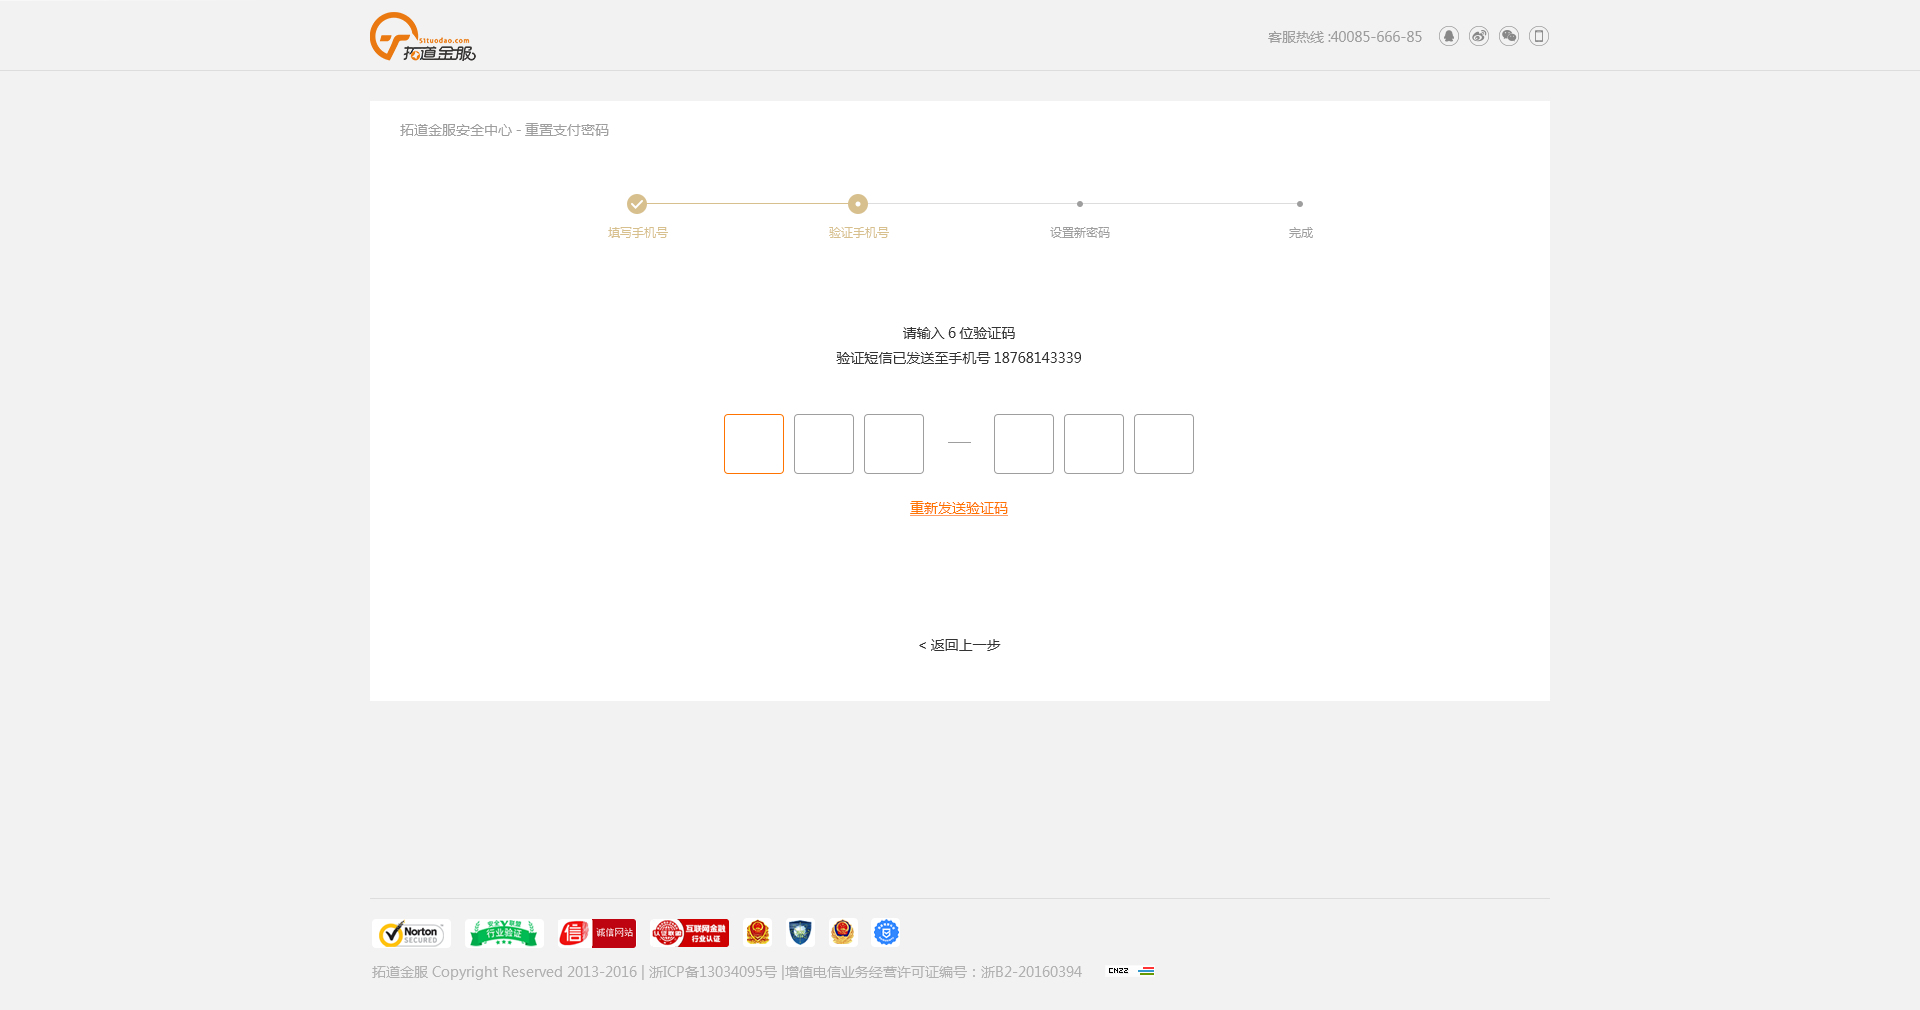 51tuodao.com
拓道金服
客服热线 :40085-666-85
拓道金服安全中心 - 重置支付密码
填写手机号
验证手机号
设置新密码
完成
请输入 6 位验证码
验证短信已发送至手机号 18768143339
重新发送验证码
< 返回上一步
Norton
SECURED
安全联盟
行业验证
信 诚信网站
互联网金融
行业认证
拓道金服 Copyright Reserved 2013-2016 | 浙ICP备13034095号 |增值电信业务经营许可证编号：浙B2-20160394
CNZZ